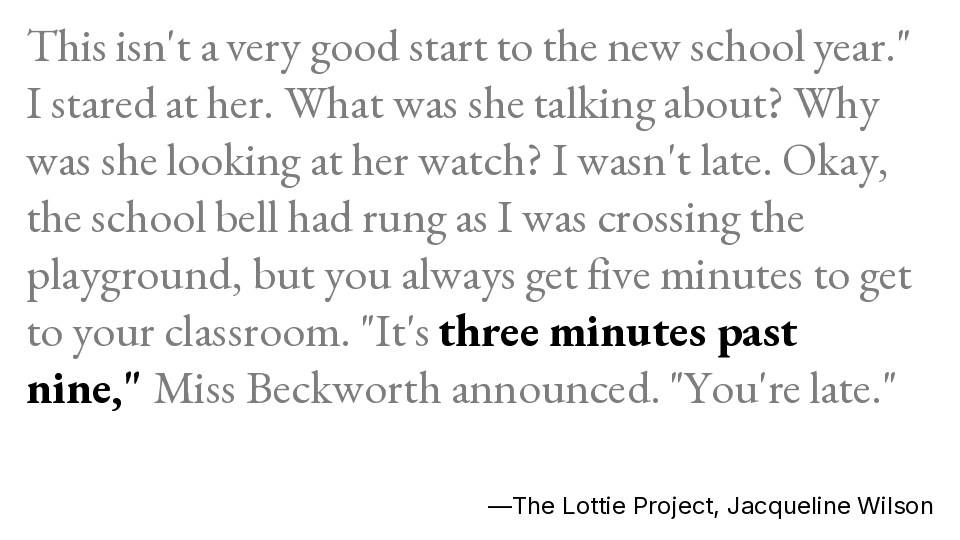 This isn't a very good start to the new school year."
I stared at her. What was she talking about? Why
was she looking at her watch? I wasn't late. Okay,
the school bell had rung as I was crossing the
playground, but you always get five minutes to get
to your classroom. "It's three minutes past
nine," Miss Beckworth announced. "You're late."
—The Lottie Project, Jacqueline Wilson